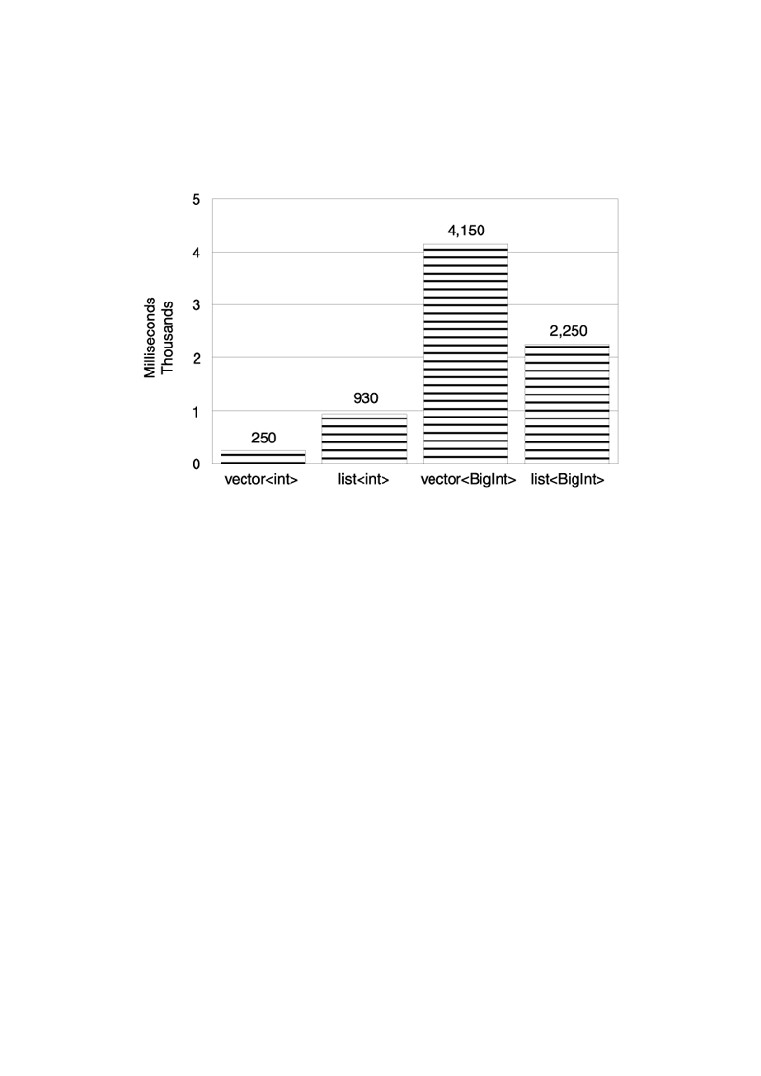 5
4,150
4
3
Milliseconds
Thousands
2,250
2
930
1
250
0
vector<int>
list<int>
vector<BigInt>
list<BigInt>